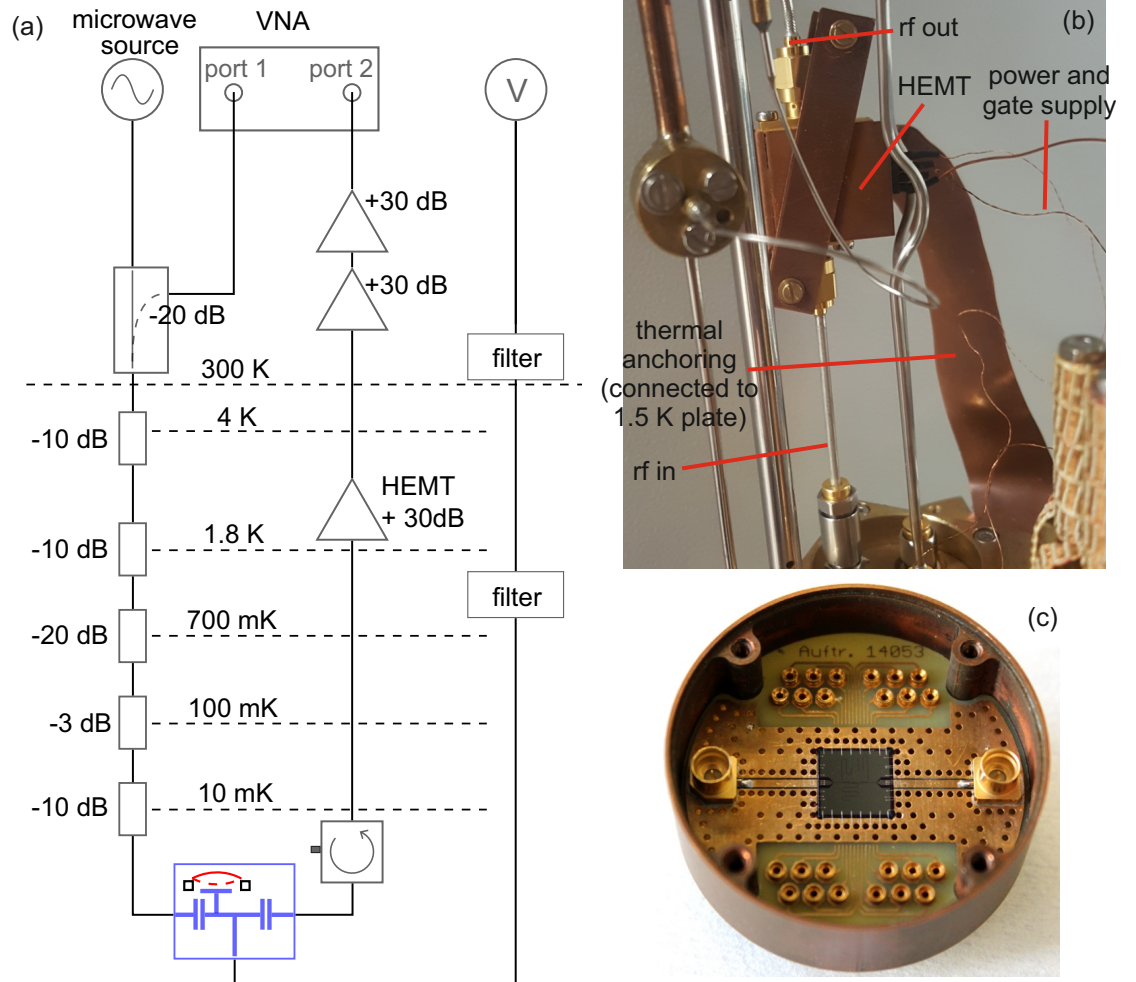 (a)
microwave
source
VNA
port 1
port 2
V
+30 dB
+30 dB
-20 dB
filter
300 K
4 K
-10 dB
HEMT
+ 30dB
1.8 K
-10 dB
filter
700 mK
-20 dB
100 mK
-3 dB
10 mK
-10 dB
(b)
rf out
HEMT
power and
gate supply
thermal
anchoring
(connected to
1.5 K plate)
rf in
(c)
Auftr. 14053